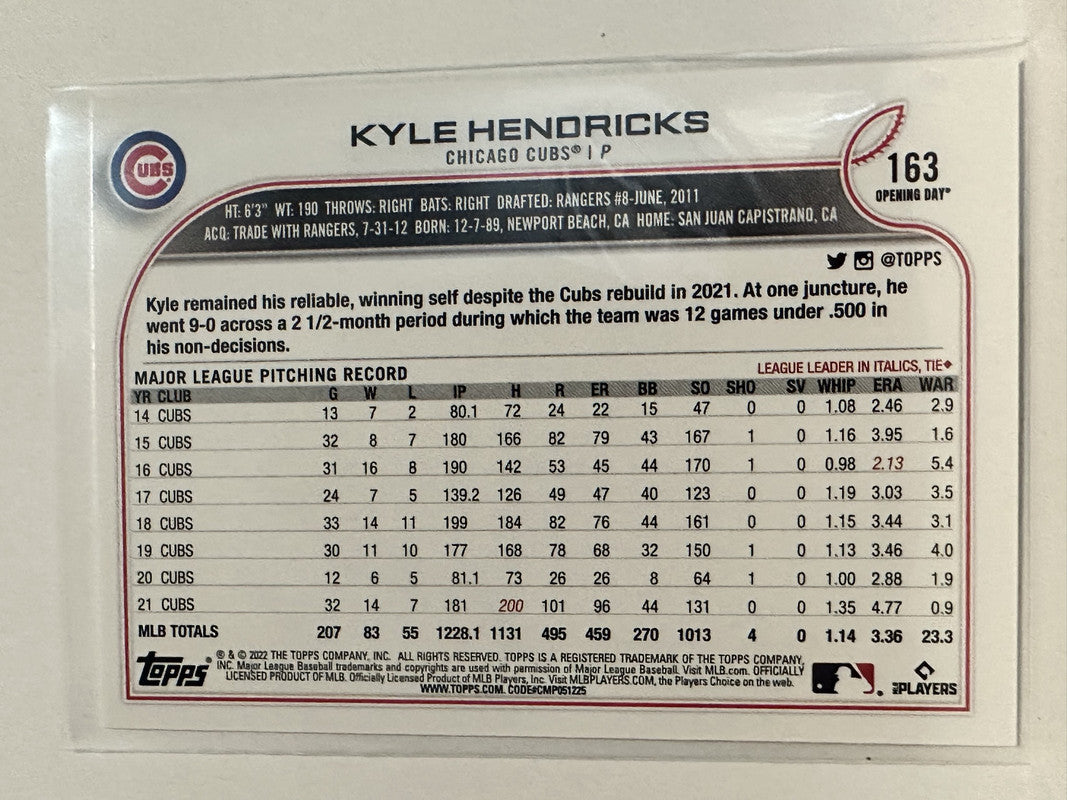 KYLE HENDRICKS
CHICAGO CUBS® | P
CUBS
163
OPENING DAY®
HT: 6'3" WT: 190 THROWS: RIGHT BATS: RIGHT DRAFTED: RANGERS #8-JUNE, 2011
ACQ: TRADE WITH RANGERS, 7-31-12 BORN: 12-7-89, NEWPORT BEACH, CA HOME: SAN JUAN CAPISTRANO, CA
@TOPPS
Kyle remained his reliable, winning self despite the Cubs rebuild in 2021. At one juncture, he
went 9-0 across a 2 1/2-month period during which the team was 12 games under .500 in
his non-decisions.
MAJOR LEAGUE PITCHING RECORD LEAGUE LEADER IN ITALICS, TIE◆
YR CLUB G W L IP H R ER BB SO SHO SV WHIP ERA WAR
14 CUBS 13 7 2 80.1 72 24 22 15 47 0 0 1.08 2.46 2.9
15 CUBS 32 8 7 180 166 82 79 43 167 1 0 1.16 3.95 1.6
16 CUBS 31 16 8 190 142 53 45 44 170 1 0 0.98 2.13 5.4
17 CUBS 24 7 5 139.2 126 49 47 40 123 0 0 1.19 3.03 3.5
18 CUBS 33 14 11 199 184 82 76 44 161 0 0 1.15 3.44 3.1
19 CUBS 30 11 10 177 168 78 68 32 150 1 0 1.13 3.46 4.0
20 CUBS 12 6 5 81.1 73 26 26 8 64 1 0 1.00 2.88 1.9
21 CUBS 32 14 7 181 200 101 96 44 131 0 0 1.35 4.77 0.9
MLB TOTALS 207 83 55 1228.1 1131 495 459 270 1013 4 0 1.14 3.36 23.3
Topps®
® & © 2022 THE TOPPS COMPANY, INC. ALL RIGHTS RESERVED. TOPPS IS A REGISTERED TRADEMARK OF THE TOPPS COMPANY,
INC. Major League Baseball trademarks and copyrights are used with permission of Major League Baseball. Visit MLB.com. OFFICIALLY
LICENSED PRODUCT OF MLB. Officially Licensed Product of MLB Players, Inc. Visit MLBPLAYERS.COM, the Players Choice on the web.
WWW.TOPPS.COM. CODE#CMP051225
MLB PLAYERS